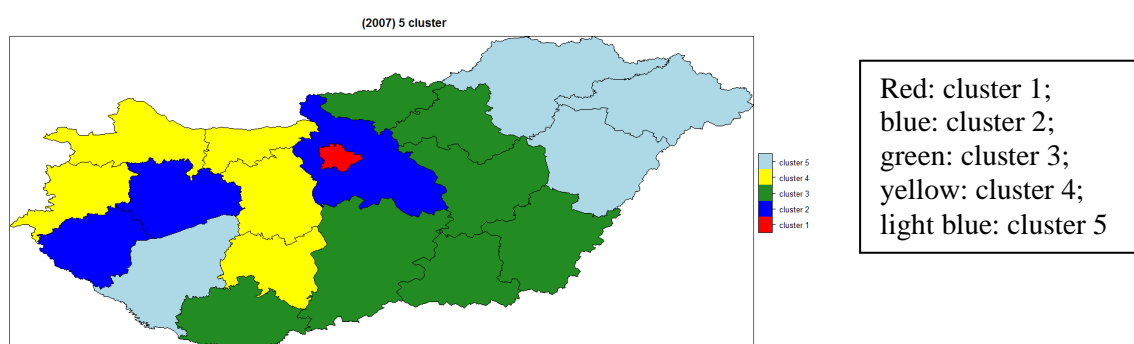 (2007) 5 cluster
cluster 5
cluster 4
cluster 3
cluster 2
cluster 1
Red: cluster 1;
blue: cluster 2;
green: cluster 3;
yellow: cluster 4;
light blue: cluster 5